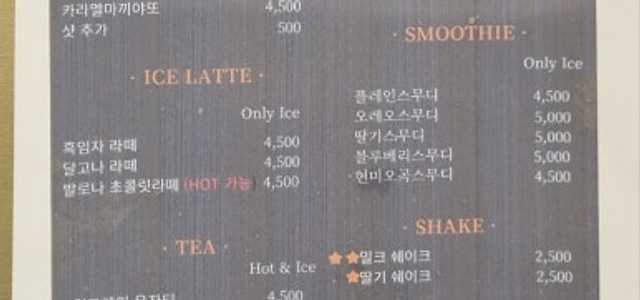 카라멜마끼야또 4,500
샷 추가 500
· ICE LATTE ·
Only Ice
흑임자 라떼 4,500
달고나 라떼 4,500
발로나 초콜릿라떼 (HOT 가능) 4,500
· TEA ·
Hot & Ice
4,500
· SMOOTHIE ·
Only Ice
플레인스무디 4,500
오레오스무디 5,000
딸기스무디 5,000
블루베리스무디 5,000
현미오곡스무디 4,500
· SHAKE ·
밀크 쉐이크 2,500
딸기 쉐이크 2,500